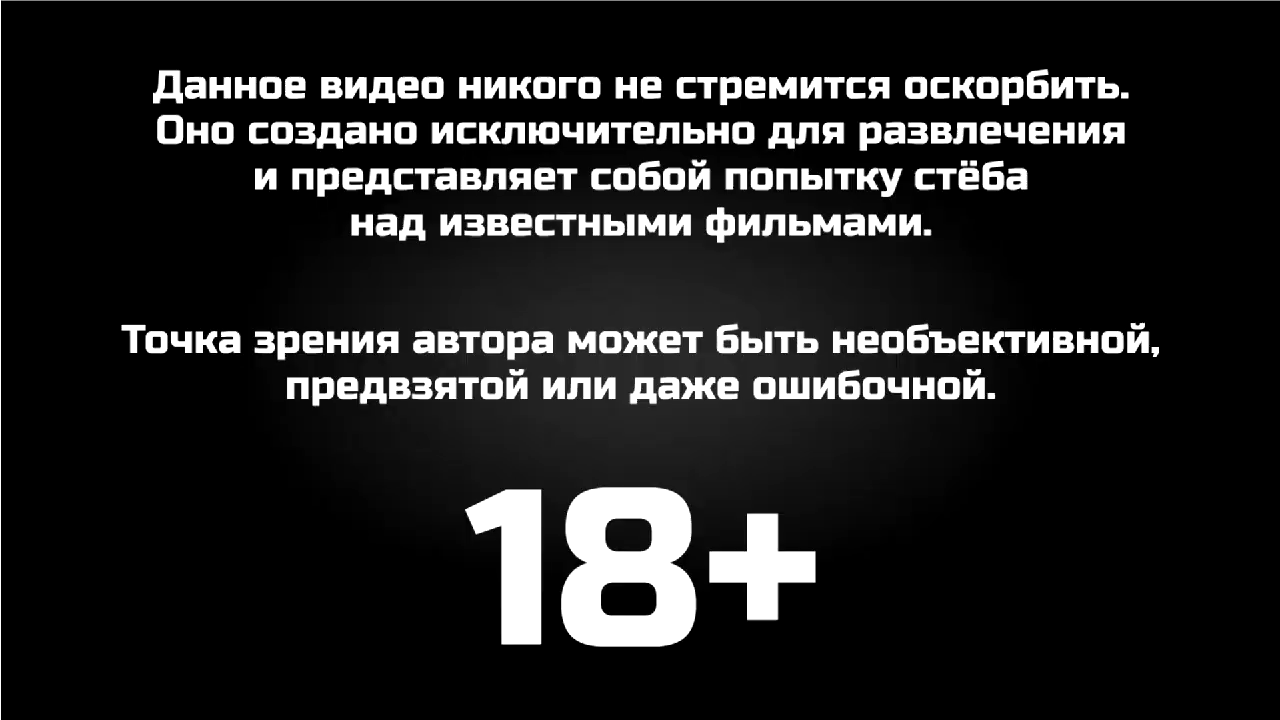 Данное видео никого не стремится оскорбить.
Оно создано исключительно для развлечения
и представляет собой попытку стёба
над известными фильмами.
Точка зрения автора может быть необъективной,
предвзятой или даже ошибочной.
18+